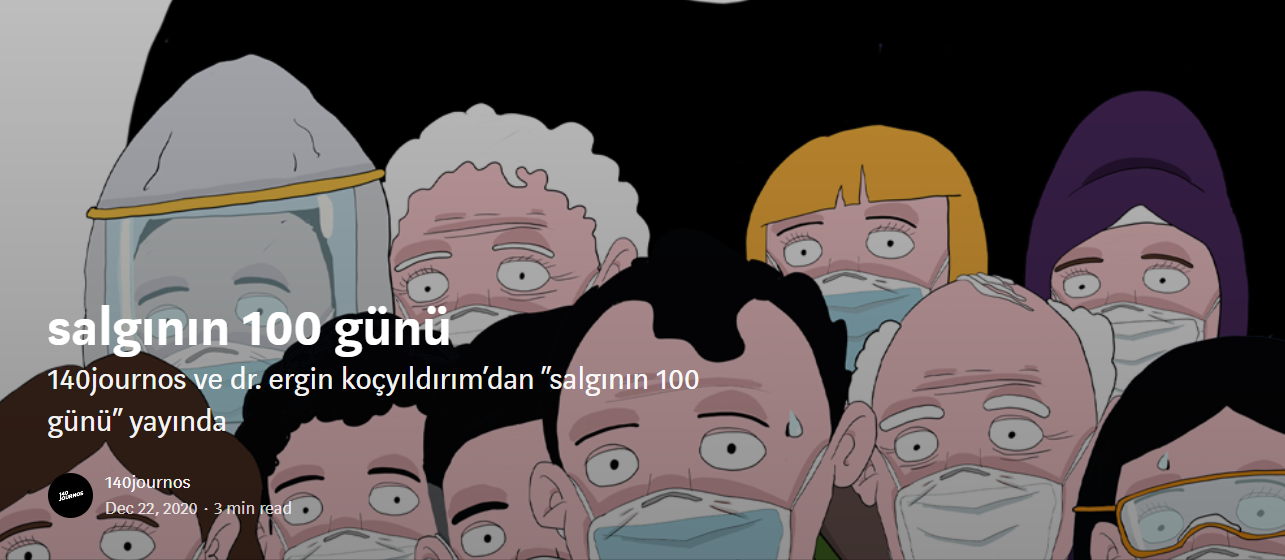 salgının 100 günü
140journos ve dr. ergin koçyıldırım’dan ”salgının 100
günü” yayında
140
JOURNOS
140journos
Dec 22, 2020 · 3 min read